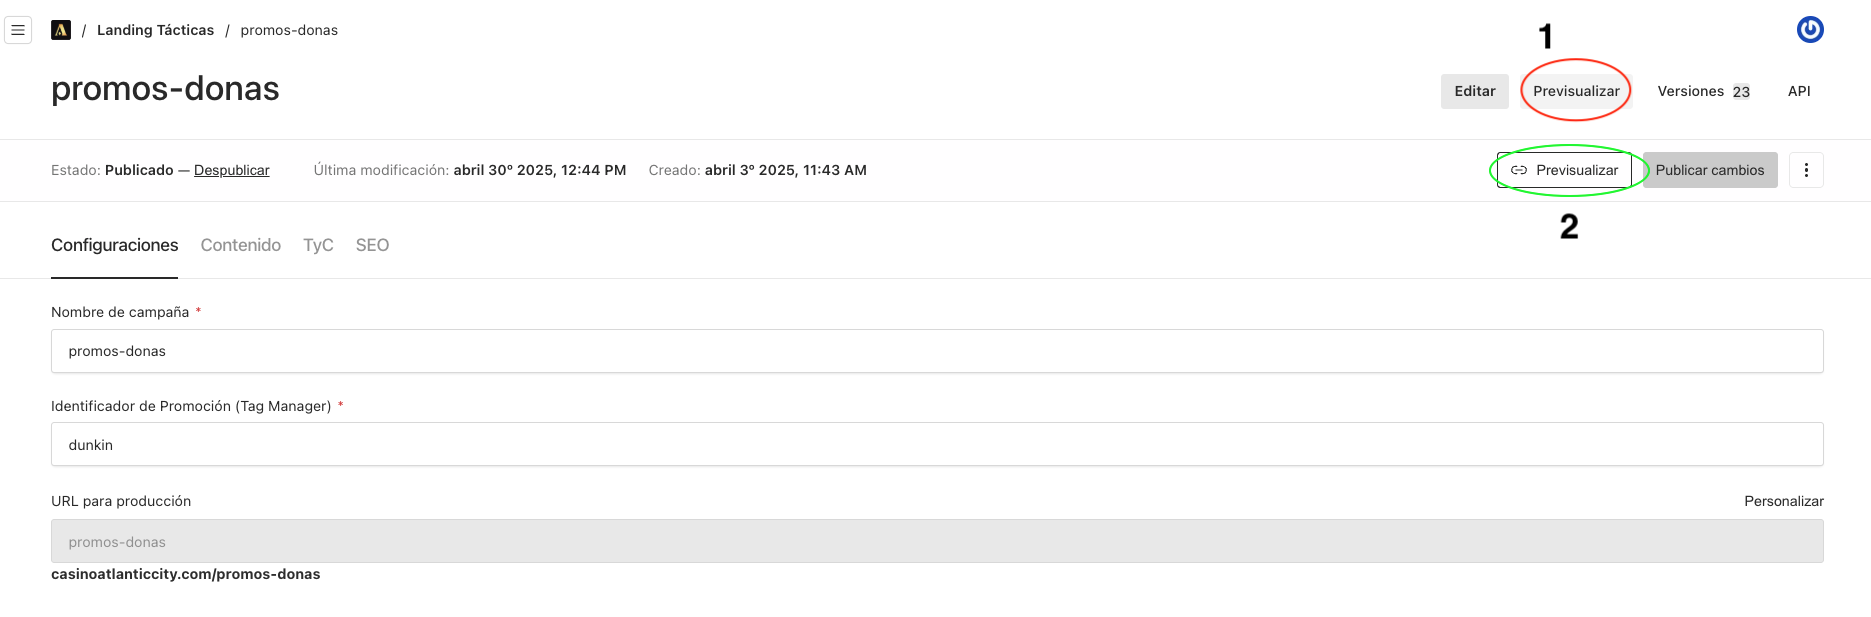 / Landing Tácticas / promos-donas
1
promos-donas
Editar Previsualizar Versiones 23 API
Estado: Publicado — Despublicar Última modificación: abril 30º 2025, 12:44 PM Creado: abril 3º 2025, 11:43 AM Previsualizar Publicar cambios
2
Configuraciones Contenido TyC SEO
Nombre de campaña *
promos-donas
Identificador de Promoción (Tag Manager) *
dunkin
URL para producción Personalizar
promos-donas
casinoatlanticcity.com/promos-donas